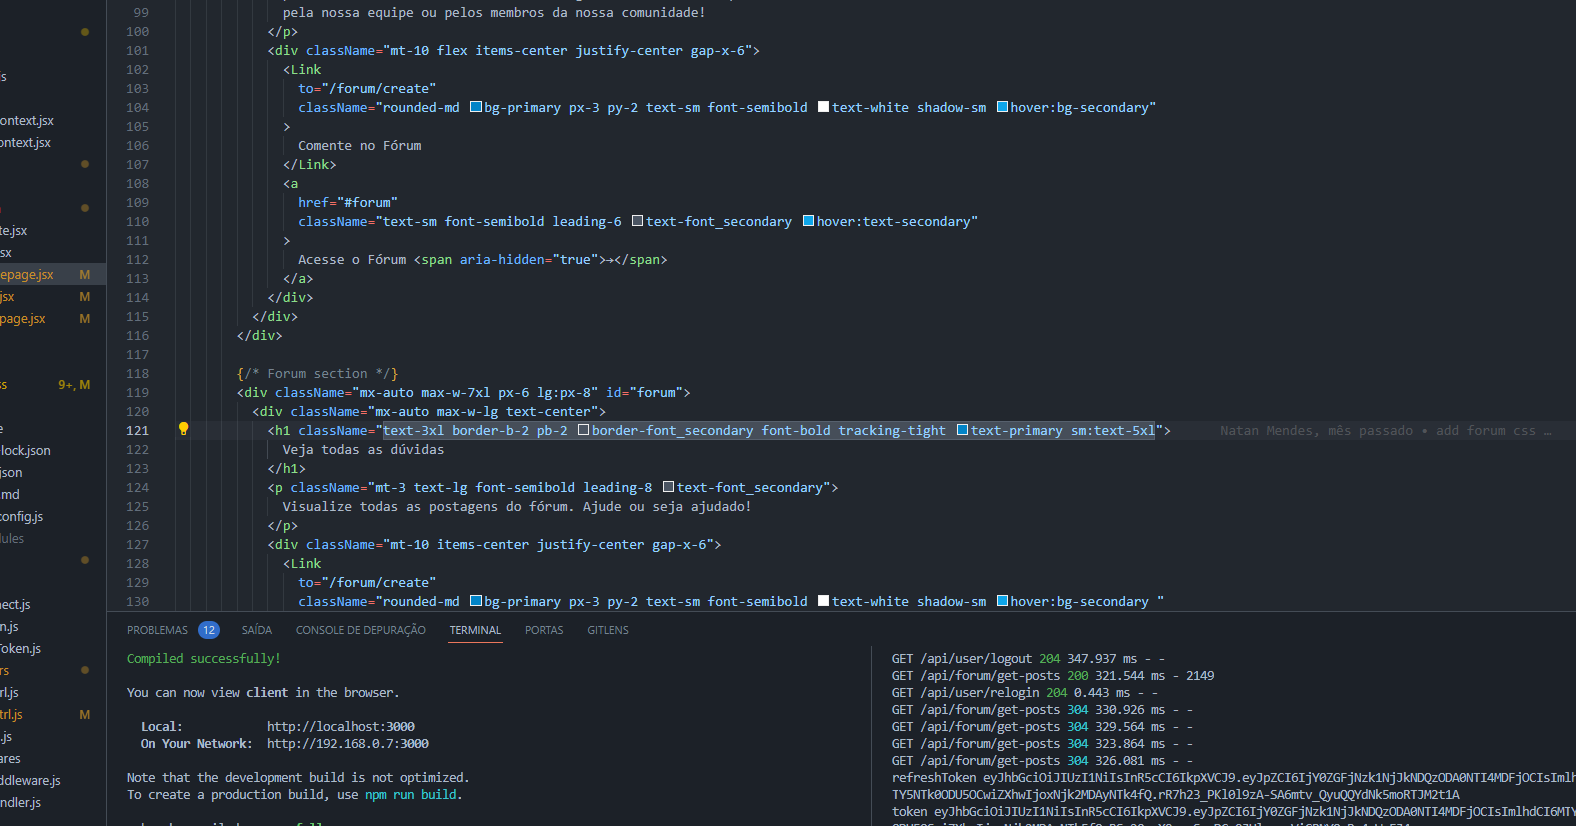 99 pela nossa equipe ou pelos membros da nossa comunidade!
100 </p>
101 <div className="mt-10 flex items-center justify-center gap-x-6">
102 <Link
103 to="/forum/create"
104 className="rounded-md bg-primary px-3 py-2 text-sm font-semibold text-white shadow-sm hover:bg-secondary"
105 >
106 Comente no Fórum
107 </Link>
108 <a
109 href="#forum"
110 className="text-sm font-semibold leading-6 text-font_secondary hover:text-secondary"
111 >
112 Acesse o Fórum <span aria-hidden="true">→</span>
113 </a>
114 </div>
115 </div>
116 </div>
117
118 {/* Forum section */}
119 <div className="mx-auto max-w-7xl px-6 lg:px-8" id="forum">
120 <div className="mx-auto max-w-lg text-center">
121 <h1 className="text-3xl border-b-2 pb-2 border-font_secondary font-bold tracking-tight text-primary sm:text-5xl"> Natan Mendes, mês passado • add forum css …
122 Veja todas as dúvidas
123 </h1>
124 <p className="mt-3 text-lg font-semibold leading-8 text-font_secondary">
125 Visualize todas as postagens do fórum. Ajude ou seja ajudado!
126 </p>
127 <div className="mt-10 items-center justify-center gap-x-6">
128 <Link
129 to="/forum/create"
130 className="rounded-md bg-primary px-3 py-2 text-sm font-semibold text-white shadow-sm hover:bg-secondary "
js
ontext.jsx
ontext.jsx
te.jsx
sx
epage.jsx M
jsx M
page.jsx M
ss 9+, M
e
-lock.json
json
.md
config.js
dules
nect.js
n.js
Token.js
rs
rl.js
trl.js M
.js
ares
ddleware.js
ndler.js
PROBLEMAS 12 SAÍDA CONSOLE DE DEPURAÇÃO TERMINAL PORTAS GITLENS
Compiled successfully!
You can now view client in the browser.
Local: http://localhost:3000
On Your Network: http://192.168.0.7:3000
Note that the development build is not optimized.
To create a production build, use npm run build.
GET /api/user/logout 204 347.937 ms - -
GET /api/forum/get-posts 200 321.544 ms - 2149
GET /api/user/relogin 204 0.443 ms - -
GET /api/forum/get-posts 304 330.926 ms - -
GET /api/forum/get-posts 304 329.564 ms - -
GET /api/forum/get-posts 304 323.864 ms - -
GET /api/forum/get-posts 304 326.081 ms - -
refreshToken
token